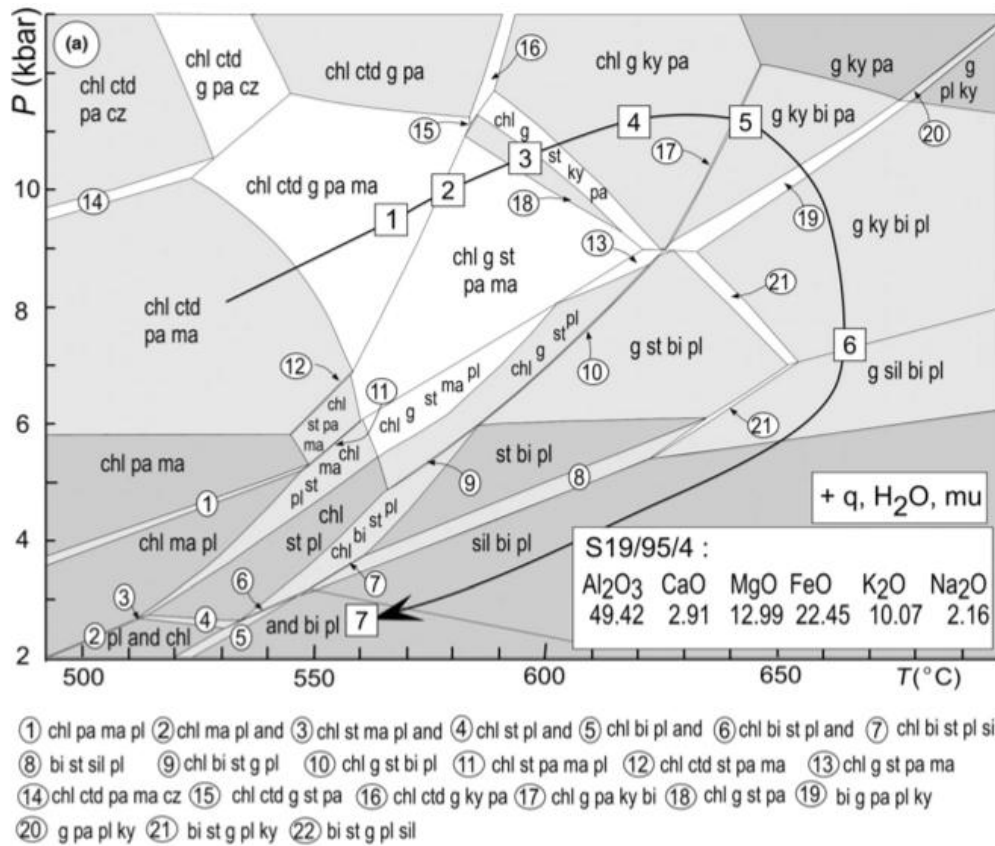 (a)
P (kbar)
chl ctd
pa cz
chl ctd
g pa cz
chl ctd g pa
16
chl g ky pa
g ky pa
g
pl ky
15
chl g st ky pa
4
5
g ky bi pa
20
3
17
10
14
chl ctd g pa ma
2
18
19
1
g ky bi pl
13
chl g st
pa ma
21
8
chl ctd
pa ma
12
11
chl g st pl
10
g st bi pl
6
g sil bi pl
chl
st pa
ma
chl g st ma pl
6
21
chl pa ma
pl st ma chl
9
st bi pl
8
1
+ q, H₂O, mu
4
chl ma pl
chl
st pl
chl bi st pl
sil bi pl
S19/95/4 :
Al₂O₃ CaO MgO FeO K₂O Na₂O
49.42 2.91 12.99 22.45 10.07 2.16
3
6
7
4
2 pl and chl
5
and bi pl
7
2
500 550 600 650 T(°C)
① chl pa ma pl ② chl ma pl and ③ chl st ma pl and ④ chl st pl and ⑤ chl bi pl and ⑥ chl bi st pl and ⑦ chl bi st pl si
⑧ bi st sil pl ⑨ chl bi st g pl ⑩ chl g st bi pl ⑪ chl st pa ma pl ⑫ chl ctd st pa ma ⑬ chl g st pa ma
⑭ chl ctd pa ma cz ⑮ chl ctd g st pa ⑯ chl ctd g ky pa ⑰ chl g pa ky bi ⑱ chl g st pa ⑲ bi g pa pl ky
⑳ g pa pl ky ㉑ bi st g pl ky ㉒ bi st g pl sil